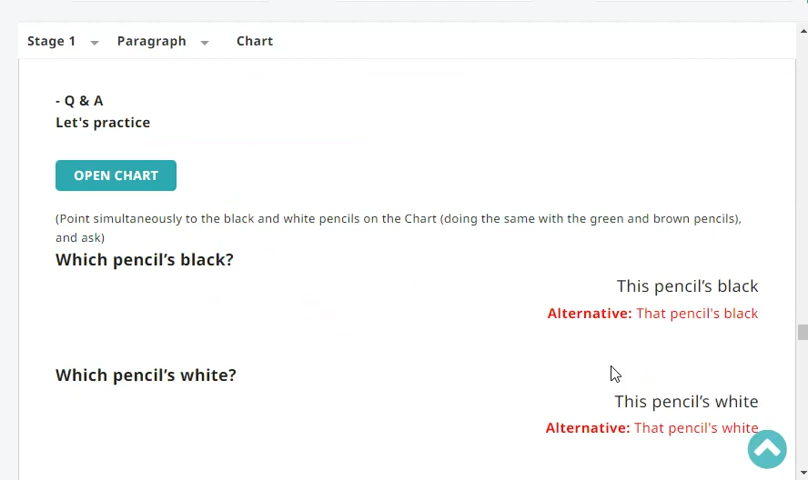 Stage 1 Paragraph Chart
- Q & A
Let's practice
OPEN CHART
(Point simultaneously to the black and white pencils on the Chart (doing the same with the green and brown pencils),
and ask)
Which pencil’s black?
This pencil’s black
Alternative: That pencil's black
Which pencil’s white?
This pencil’s white
Alternative: That pencil's white